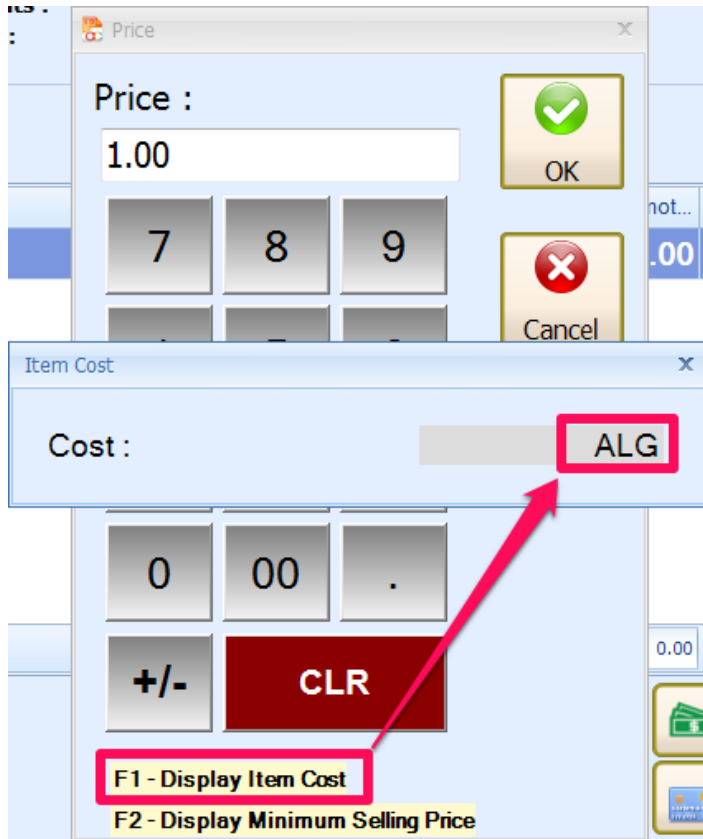 Price
Price :
1.00
OK
7 8 9
not...
.00
Cancel
Item Cost
Cost :
ALG
0 00 .
0.00
+/- CLR
F1 - Display Item Cost
F2 - Display Minimum Selling Price